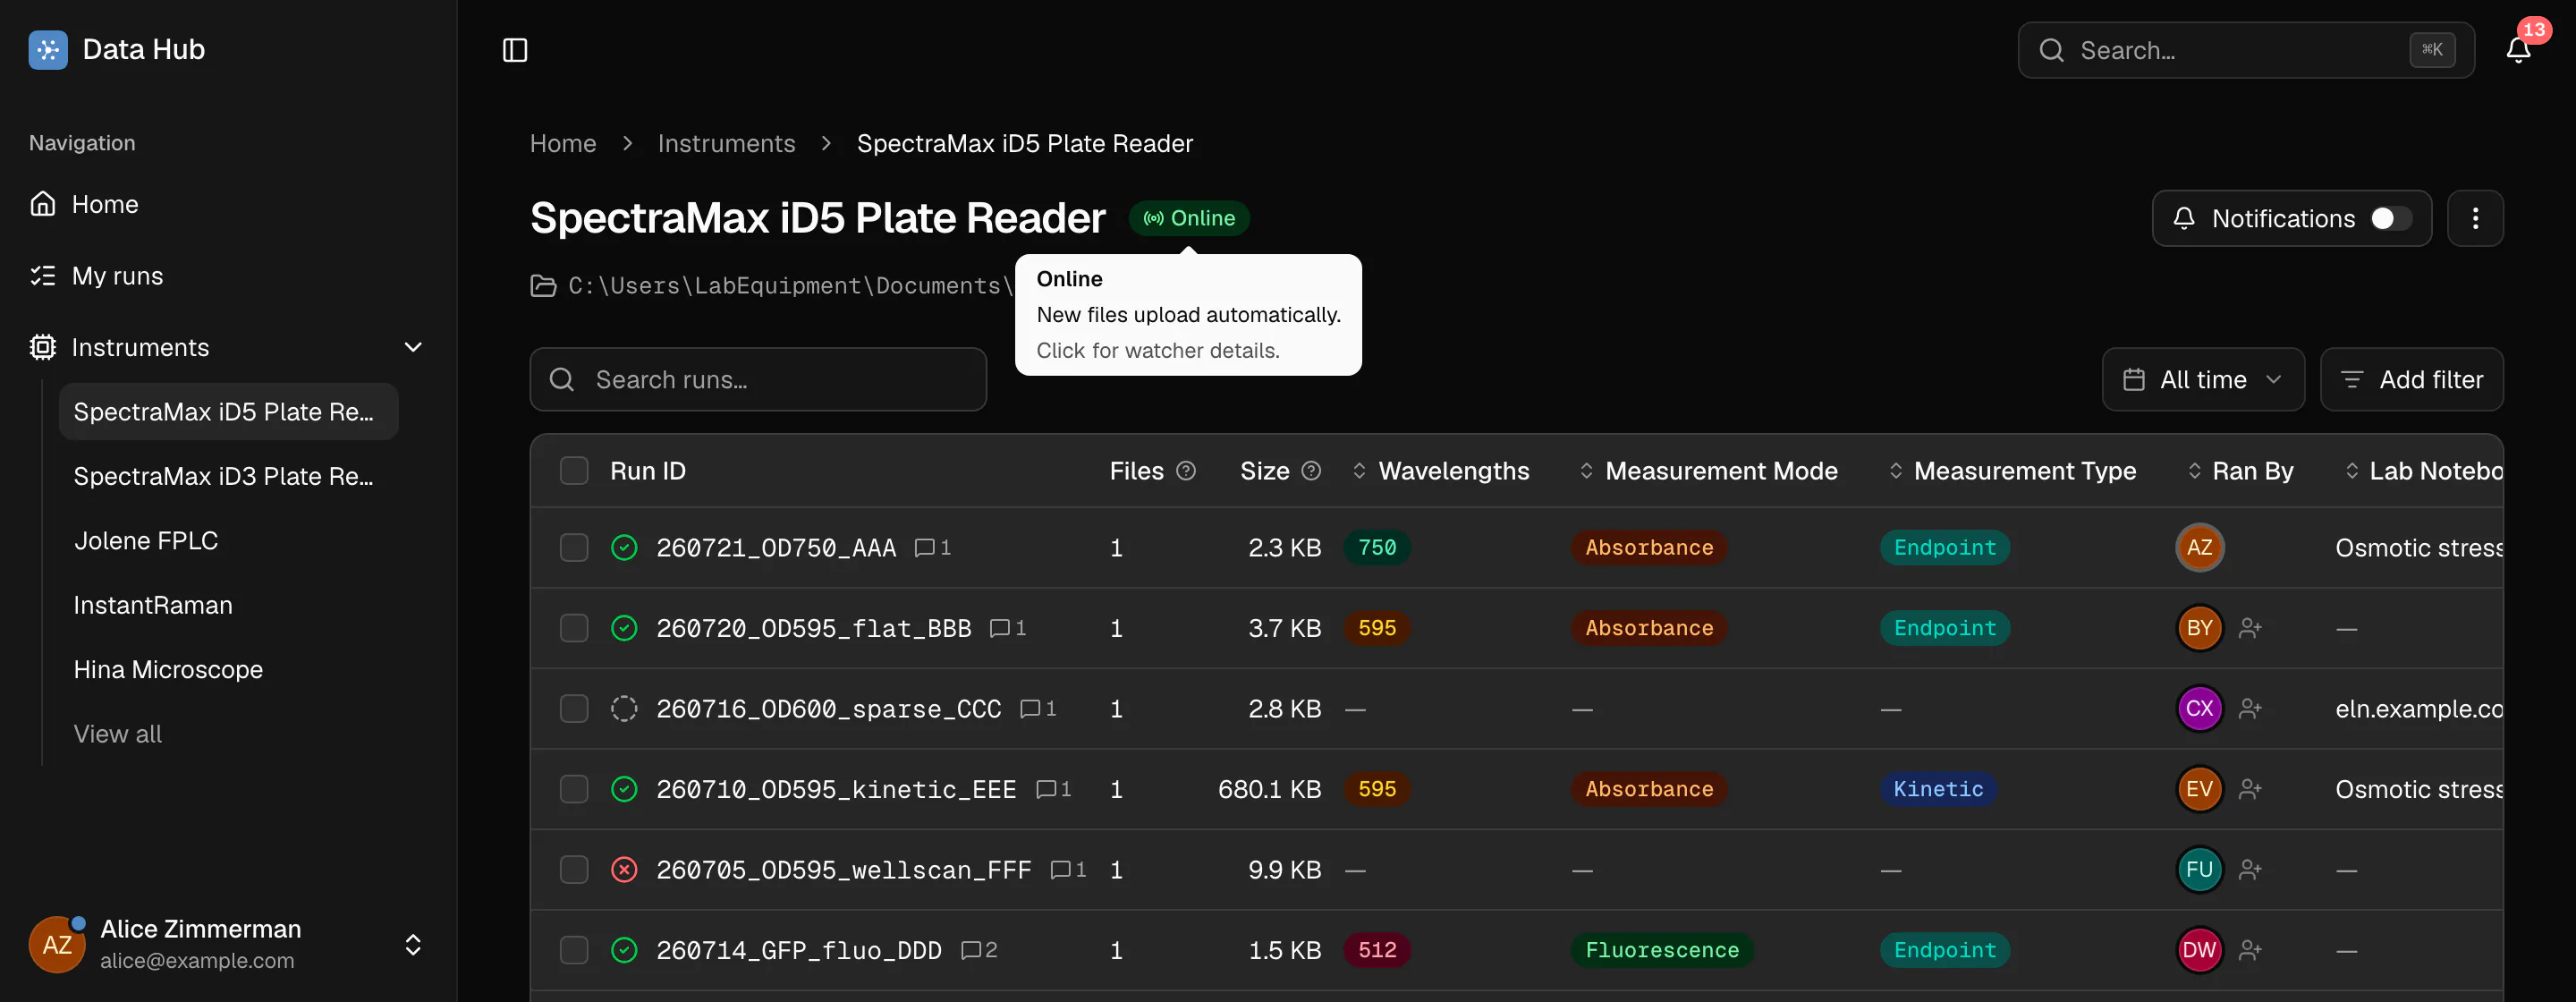 Data Hub
Search...
⌘K
13
Navigation
Home
My runs
Instruments
SpectraMax iD5 Plate Re...
SpectraMax iD3 Plate Re...
Jolene FPLC
InstantRaman
Hina Microscope
View all
AZ
Alice Zimmerman
alice@example.com
Home > Instruments > SpectraMax iD5 Plate Reader
SpectraMax iD5 Plate Reader Online
Notifications
C:\Users\LabEquipment\Documents\
Online
New files upload automatically.
Click for watcher details.
Search runs...
All time
Add filter
Run ID Files Size Wavelengths Measurement Mode Measurement Type Ran By Lab Notebo
260721_OD750_AAA 1 1 2.3 KB 750 Absorbance Endpoint AZ Osmotic stress
260720_OD595_flat_BBB 1 1 3.7 KB 595 Absorbance Endpoint BY —
260716_OD600_sparse_CCC 1 1 2.8 KB — — — CX eln.example.co
260710_OD595_kinetic_EEE 1 1 680.1 KB 595 Absorbance Kinetic EV Osmotic stress
260705_OD595_wellscan_FFF 1 1 9.9 KB — — — FU —
260714_GFP_fluo_DDD 2 1 1.5 KB 512 Fluorescence Endpoint DW —